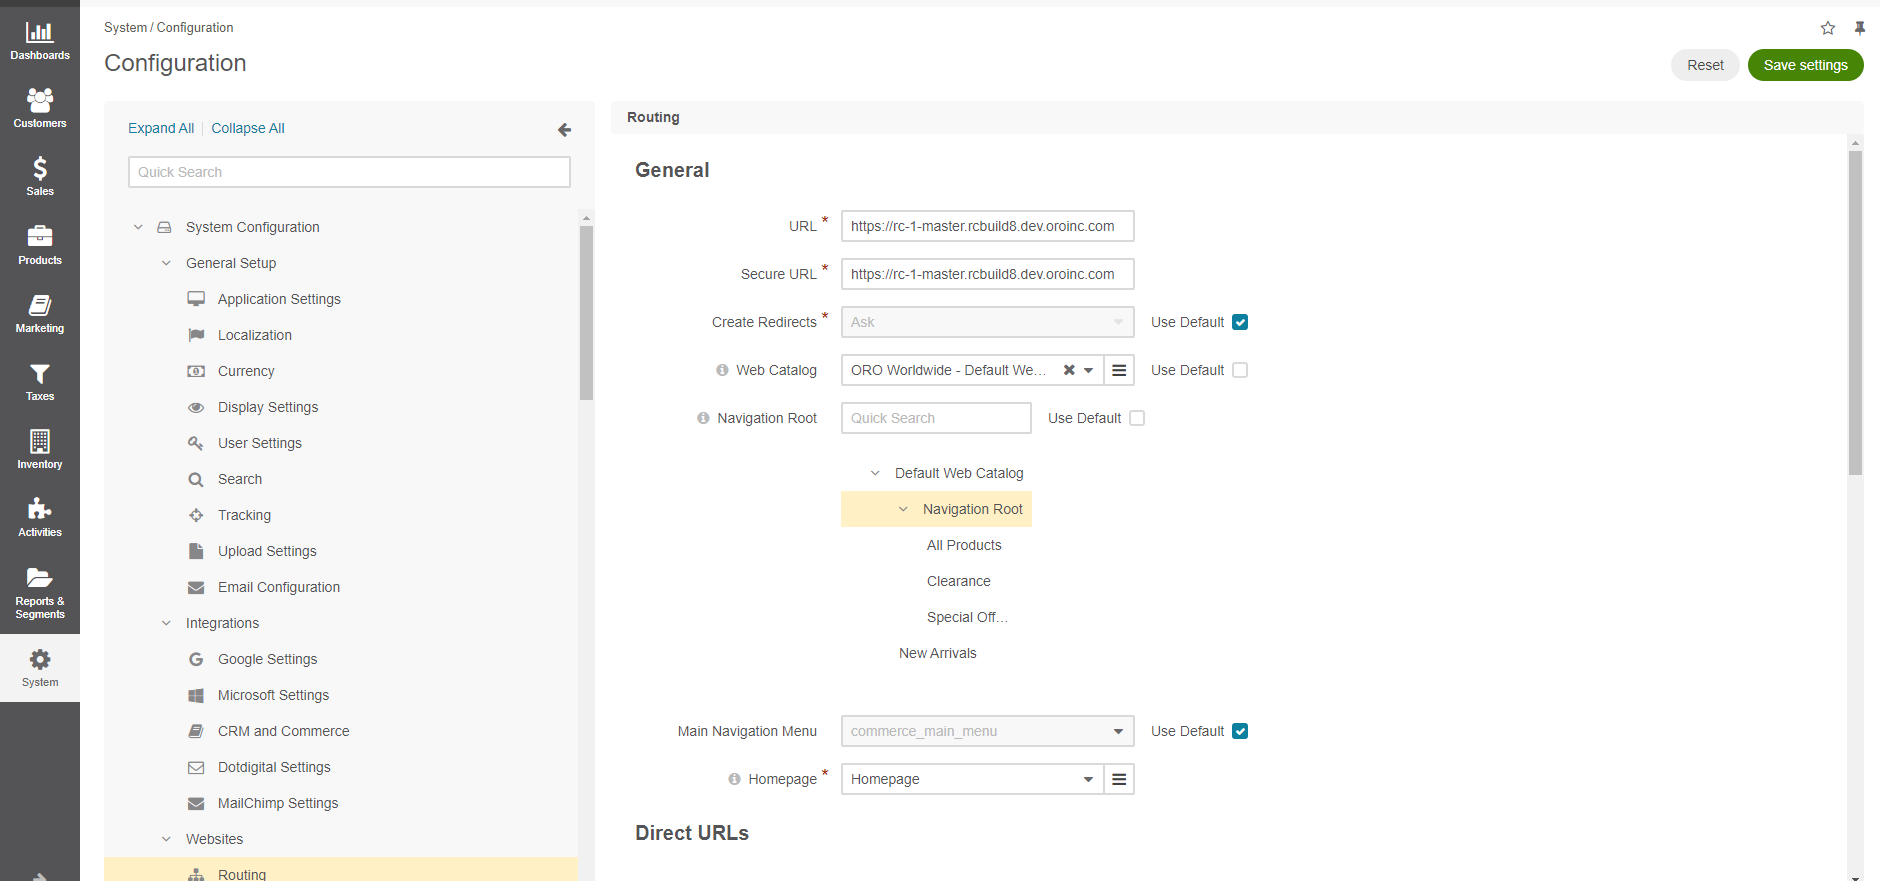 Dashboards
Customers
Sales
Products
Marketing
Taxes
Inventory
Activities
Reports &
Segments
System
System / Configuration
Configuration
Reset
Save settings
Expand All | Collapse All
Quick Search
System Configuration
General Setup
Application Settings
Localization
Currency
Display Settings
User Settings
Search
Tracking
Upload Settings
Email Configuration
Integrations
Google Settings
Microsoft Settings
CRM and Commerce
Dotdigital Settings
MailChimp Settings
Websites
Routing
Routing
General
URL * https://rc-1-master.rcbuild8.dev.oroinc.com
Secure URL * https://rc-1-master.rcbuild8.dev.oroinc.com
Create Redirects * Ask Use Default
Web Catalog ORO Worldwide - Default We... Use Default
Navigation Root Quick Search Use Default
Default Web Catalog
Navigation Root
All Products
Clearance
Special Off...
New Arrivals
Main Navigation Menu commerce_main_menu Use Default
Homepage * Homepage
Direct URLs